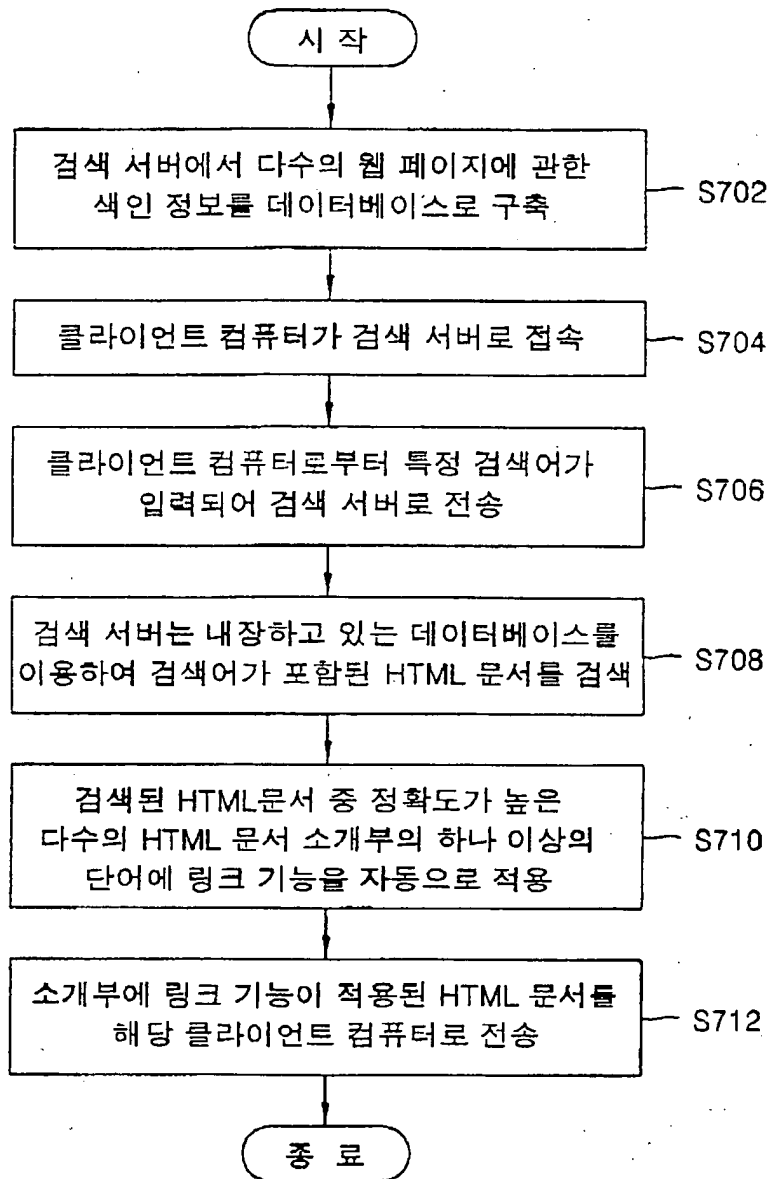 시 작
검색 서버에서 다수의 웹 페이지에 관한
색인 정보를 데이터베이스로 구축
S702
클라이언트 컴퓨터가 검색 서버로 접속
S704
클라이언트 컴퓨터로부터 특정 검색어가
입력되어 검색 서버로 전송
S706
검색 서버는 내장하고 있는 데이터베이스를
이용하여 검색어가 포함된 HTML 문서를 검색
S708
검색된 HTML문서 중 정확도가 높은
다수의 HTML 문서 소개부의 하나 이상의
단어에 링크 기능을 자동으로 적용
S710
소개부에 링크 기능이 적용된 HTML 문서를
해당 클라이언트 컴퓨터로 전송
S712
종 료